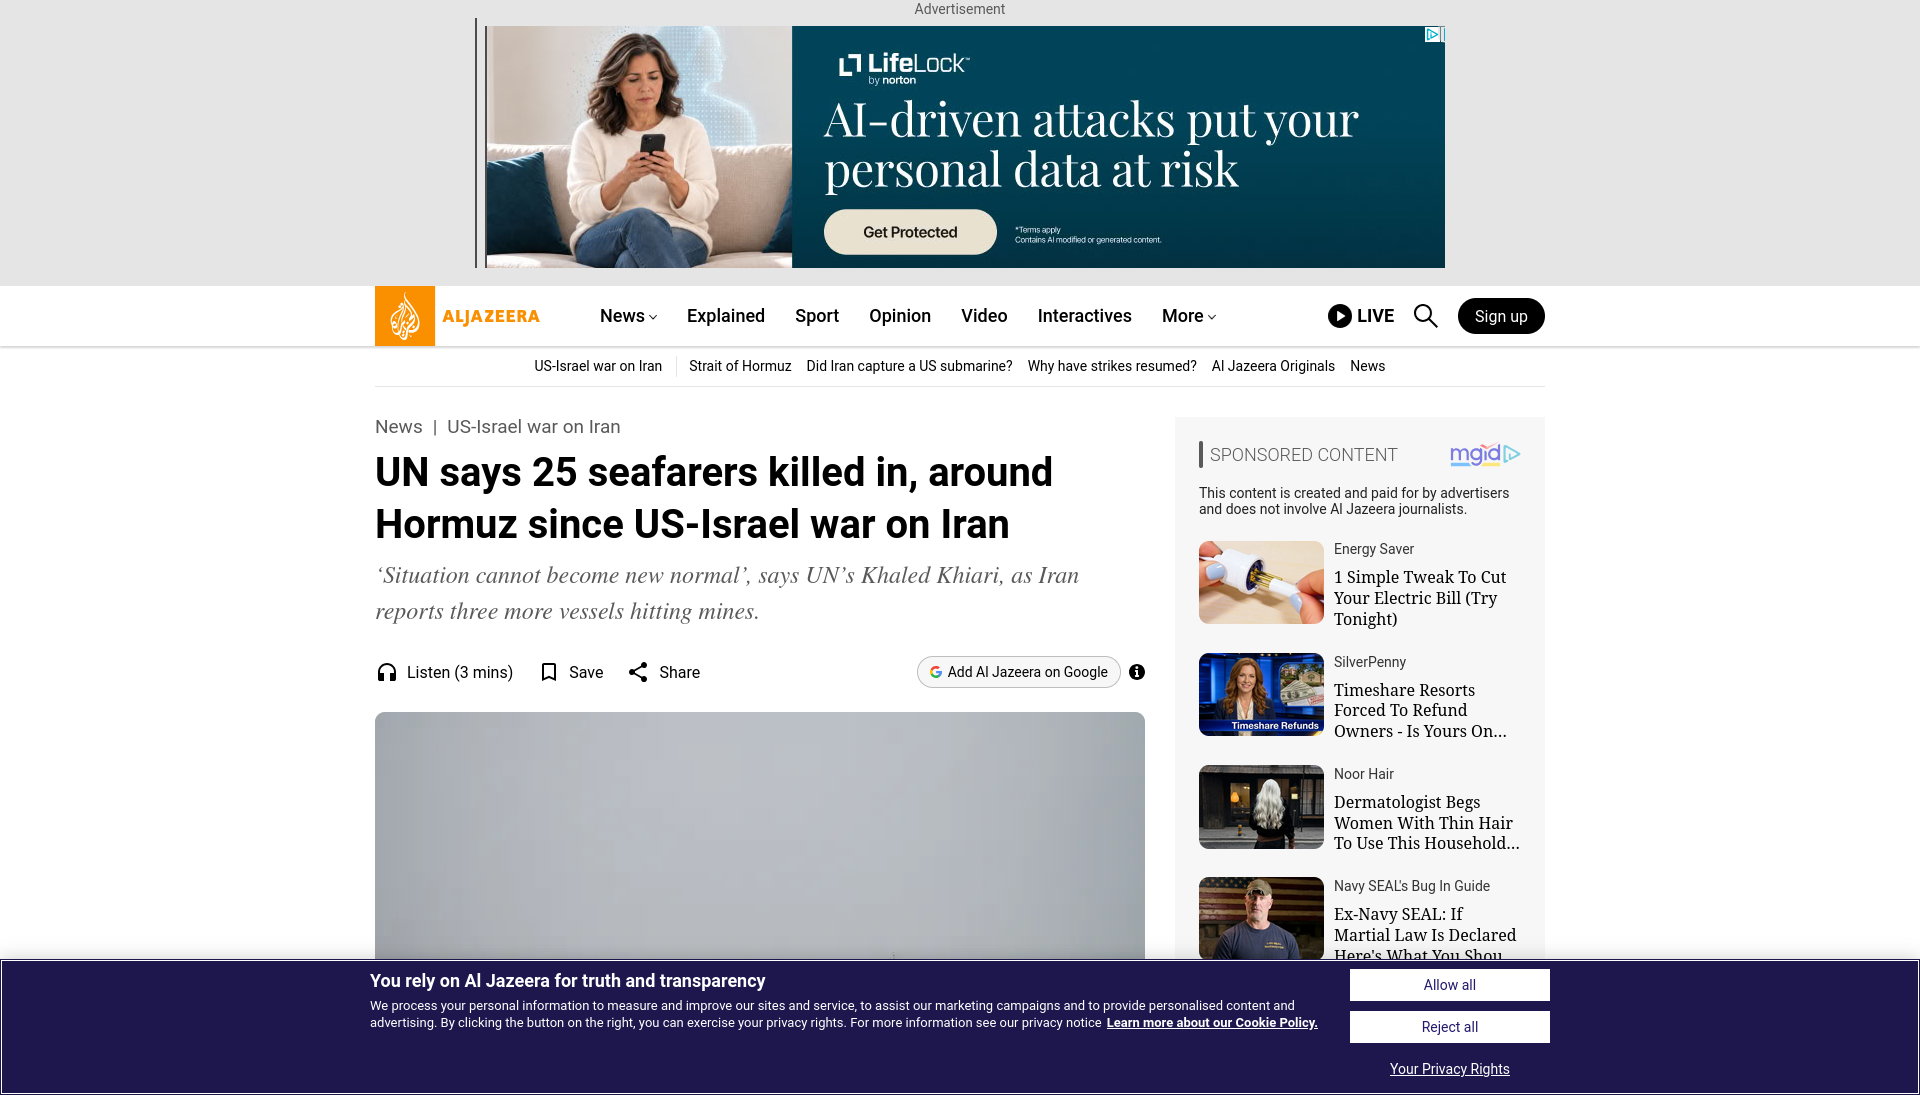 Advertisement
LifeLock™
by norton
AI-driven attacks put your
personal data at risk
Get Protected
*Terms apply
Contains AI modified or generated content.
ALJAZEERA
News
Explained
Sport
Opinion
Video
Interactives
More
LIVE
Sign up
US-Israel war on Iran
Strait of Hormuz
Did Iran capture a US submarine?
Why have strikes resumed?
Al Jazeera Originals
News
News | US-Israel war on Iran
UN says 25 seafarers killed in, around
Hormuz since US-Israel war on Iran
‘Situation cannot become new normal’, says UN’s Khaled Khiari, as Iran
reports three more vessels hitting mines.
Listen (3 mins)
Save
Share
Add Al Jazeera on Google
SPONSORED CONTENT
mgid
This content is created and paid for by advertisers
and does not involve Al Jazeera journalists.
Energy Saver
1 Simple Tweak To Cut
Your Electric Bill (Try
Tonight)
Timeshare Refunds
SilverPenny
Timeshare Resorts
Forced To Refund
Owners - Is Yours On...
Noor Hair
Dermatologist Begs
Women With Thin Hair
To Use This Household...
Navy SEAL's Bug In Guide
Ex-Navy SEAL: If
Martial Law Is Declared
Here's What You Shou
You rely on Al Jazeera for truth and transparency
We process your personal information to measure and improve our sites and service, to assist our marketing campaigns and to provide personalised content and
advertising. By clicking the button on the right, you can exercise your privacy rights. For more information see our privacy notice Learn more about our Cookie Policy.
Allow all
Reject all
Your Privacy Rights